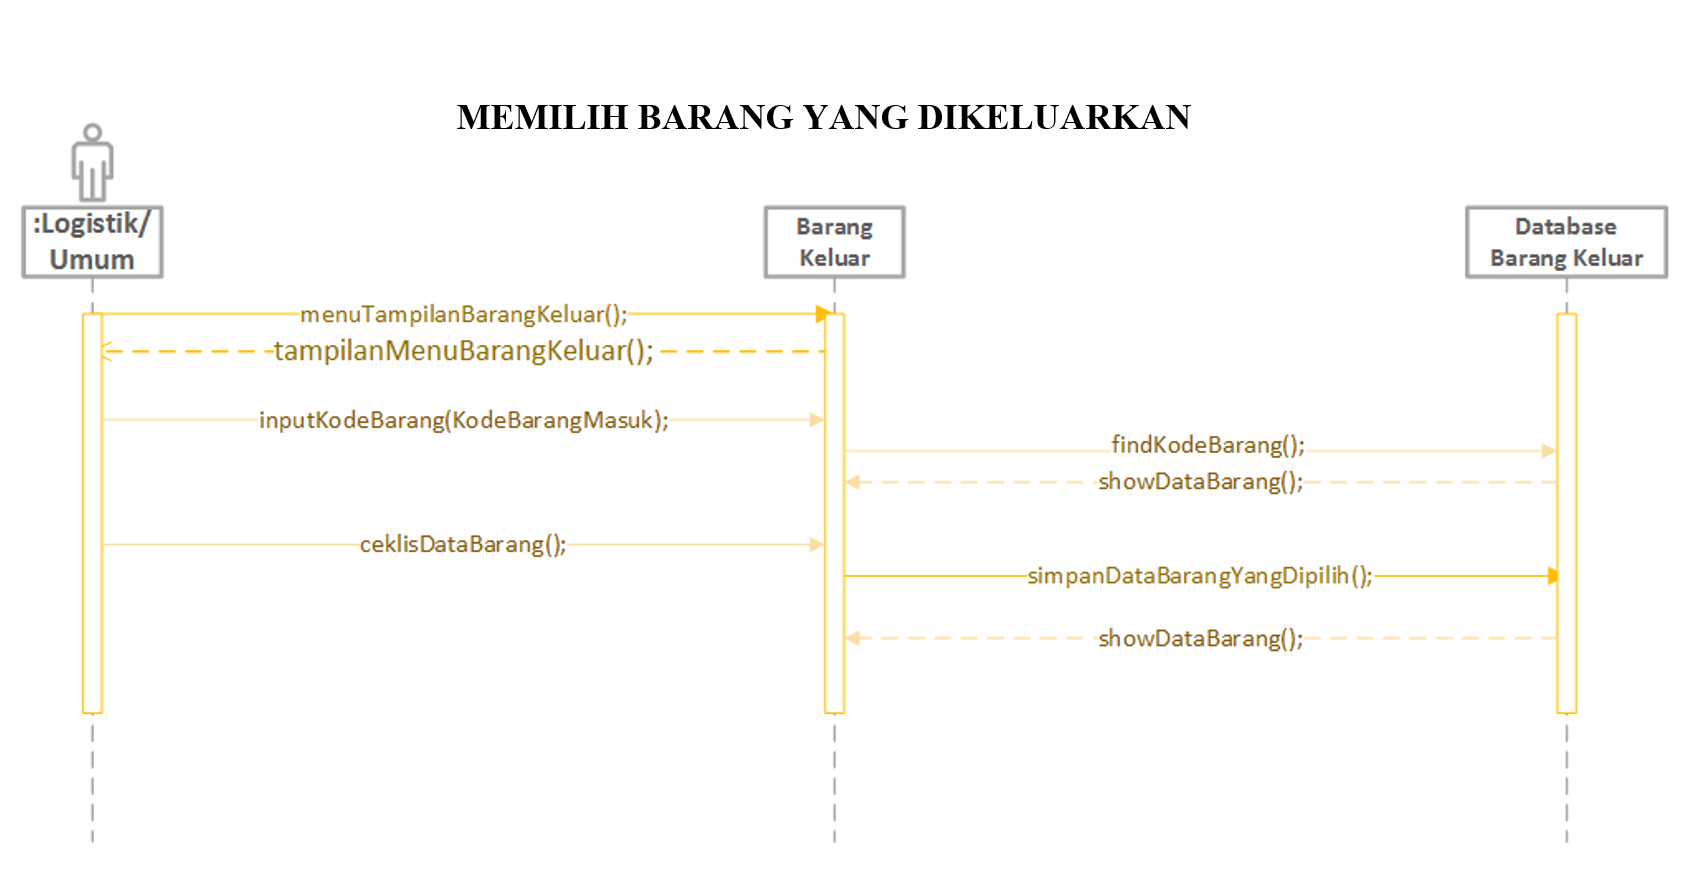 MEMILIH BARANG YANG DIKELUARKAN
:Logistik/
Umum
Barang
Keluar
Database
Barang Keluar
menuTampilanBarangKeluar();
tampilanMenuBarangKeluar();
inputKodeBarang(KodeBarangMasuk);
findKodeBarang();
showDataBarang();
ceklisDataBarang();
simpanDataBarangYangDipilih();
showDataBarang();